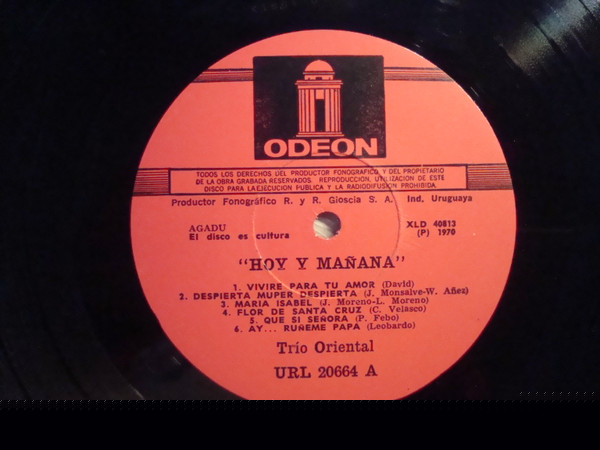 ODEON
TODOS LOS DERECHOS DEL PRODUCTOR FONOGRAFICO Y DEL PROPIETARIO
DE LA OBRA GRABADA RESERVADOS. REPRODUCCION, UTILIZACION DE ESTE
DISCO PARA LA EJECUCION PUBLICA Y LA RADIODIFUSION PROHIBIDA.
Productor Fonográfico R. y R. Gioscia S. A. Ind. Uruguaya
AGADU
El disco es cultura
XLD 40813
(P) 1970
"HOY Y MAÑANA"
1. VIVIRE PARA TU AMOR (David)
2. DESPIERTA MUPER DESPIERTA (J. Monsalve-W. Añez)
3. MARIA ISABEL (J. Moreno-L. Moreno)
4. FLOR DE SANTA CRUZ (C. Velásco)
5. QUE SI SEÑORA (P. Febo)
6. AY... RUÑEME PAPA (Leobardo)
Trío Oriental
URL 20664 A